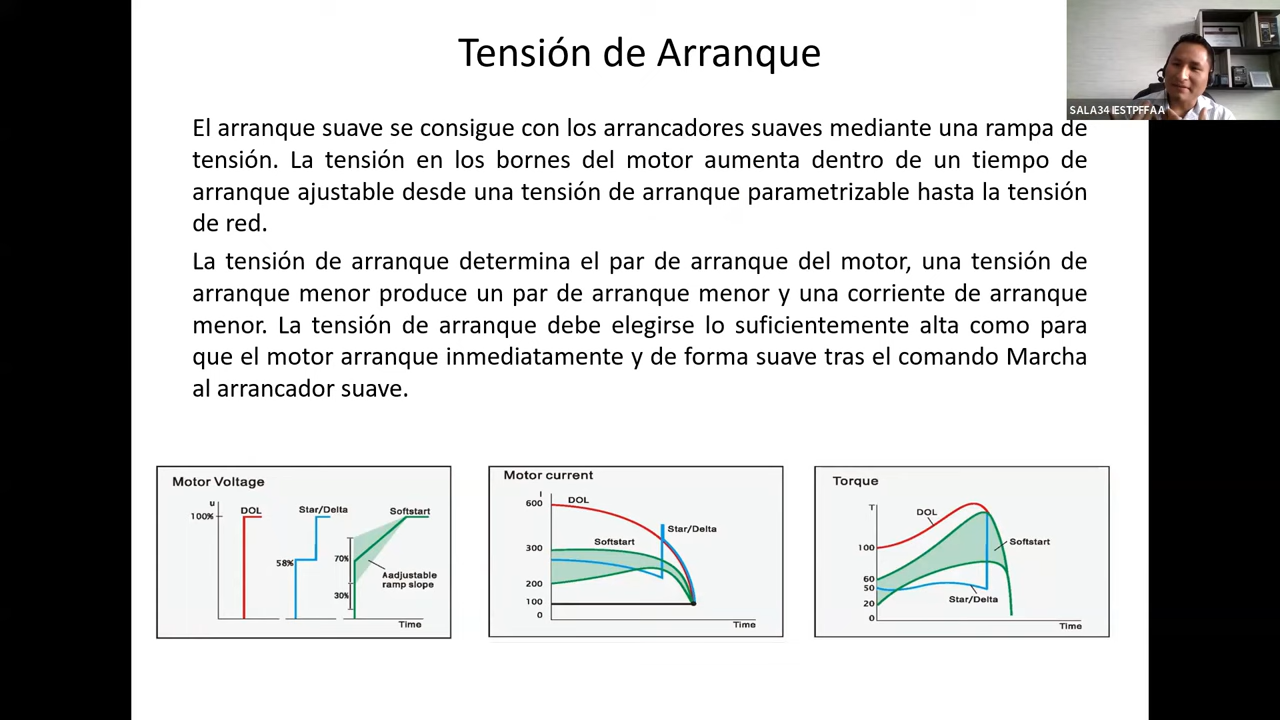 Tensión de Arranque
SALA34 IESTPFFAA
El arranque suave se consigue con los arrancadores suaves mediante una rampa de
tensión. La tensión en los bornes del motor aumenta dentro de un tiempo de
arranque ajustable desde una tensión de arranque parametrizable hasta la tensión
de red.
La tensión de arranque determina el par de arranque del motor, una tensión de
arranque menor produce un par de arranque menor y una corriente de arranque
menor. La tensión de arranque debe elegirse lo suficientemente alta como para
que el motor arranque inmediatamente y de forma suave tras el comando Marcha
al arrancador suave.
Motor Voltage
u
100%
DOL
Star/Delta
Softstart
58%
70%
30%
Aadjustable
ramp slope
Time
Motor current
I
600
DOL
Star/Delta
Softstart
300
200
100
0
Time
Torque
T
DOL
100
Softstart
60
50
20
0
Star/Delta
Time